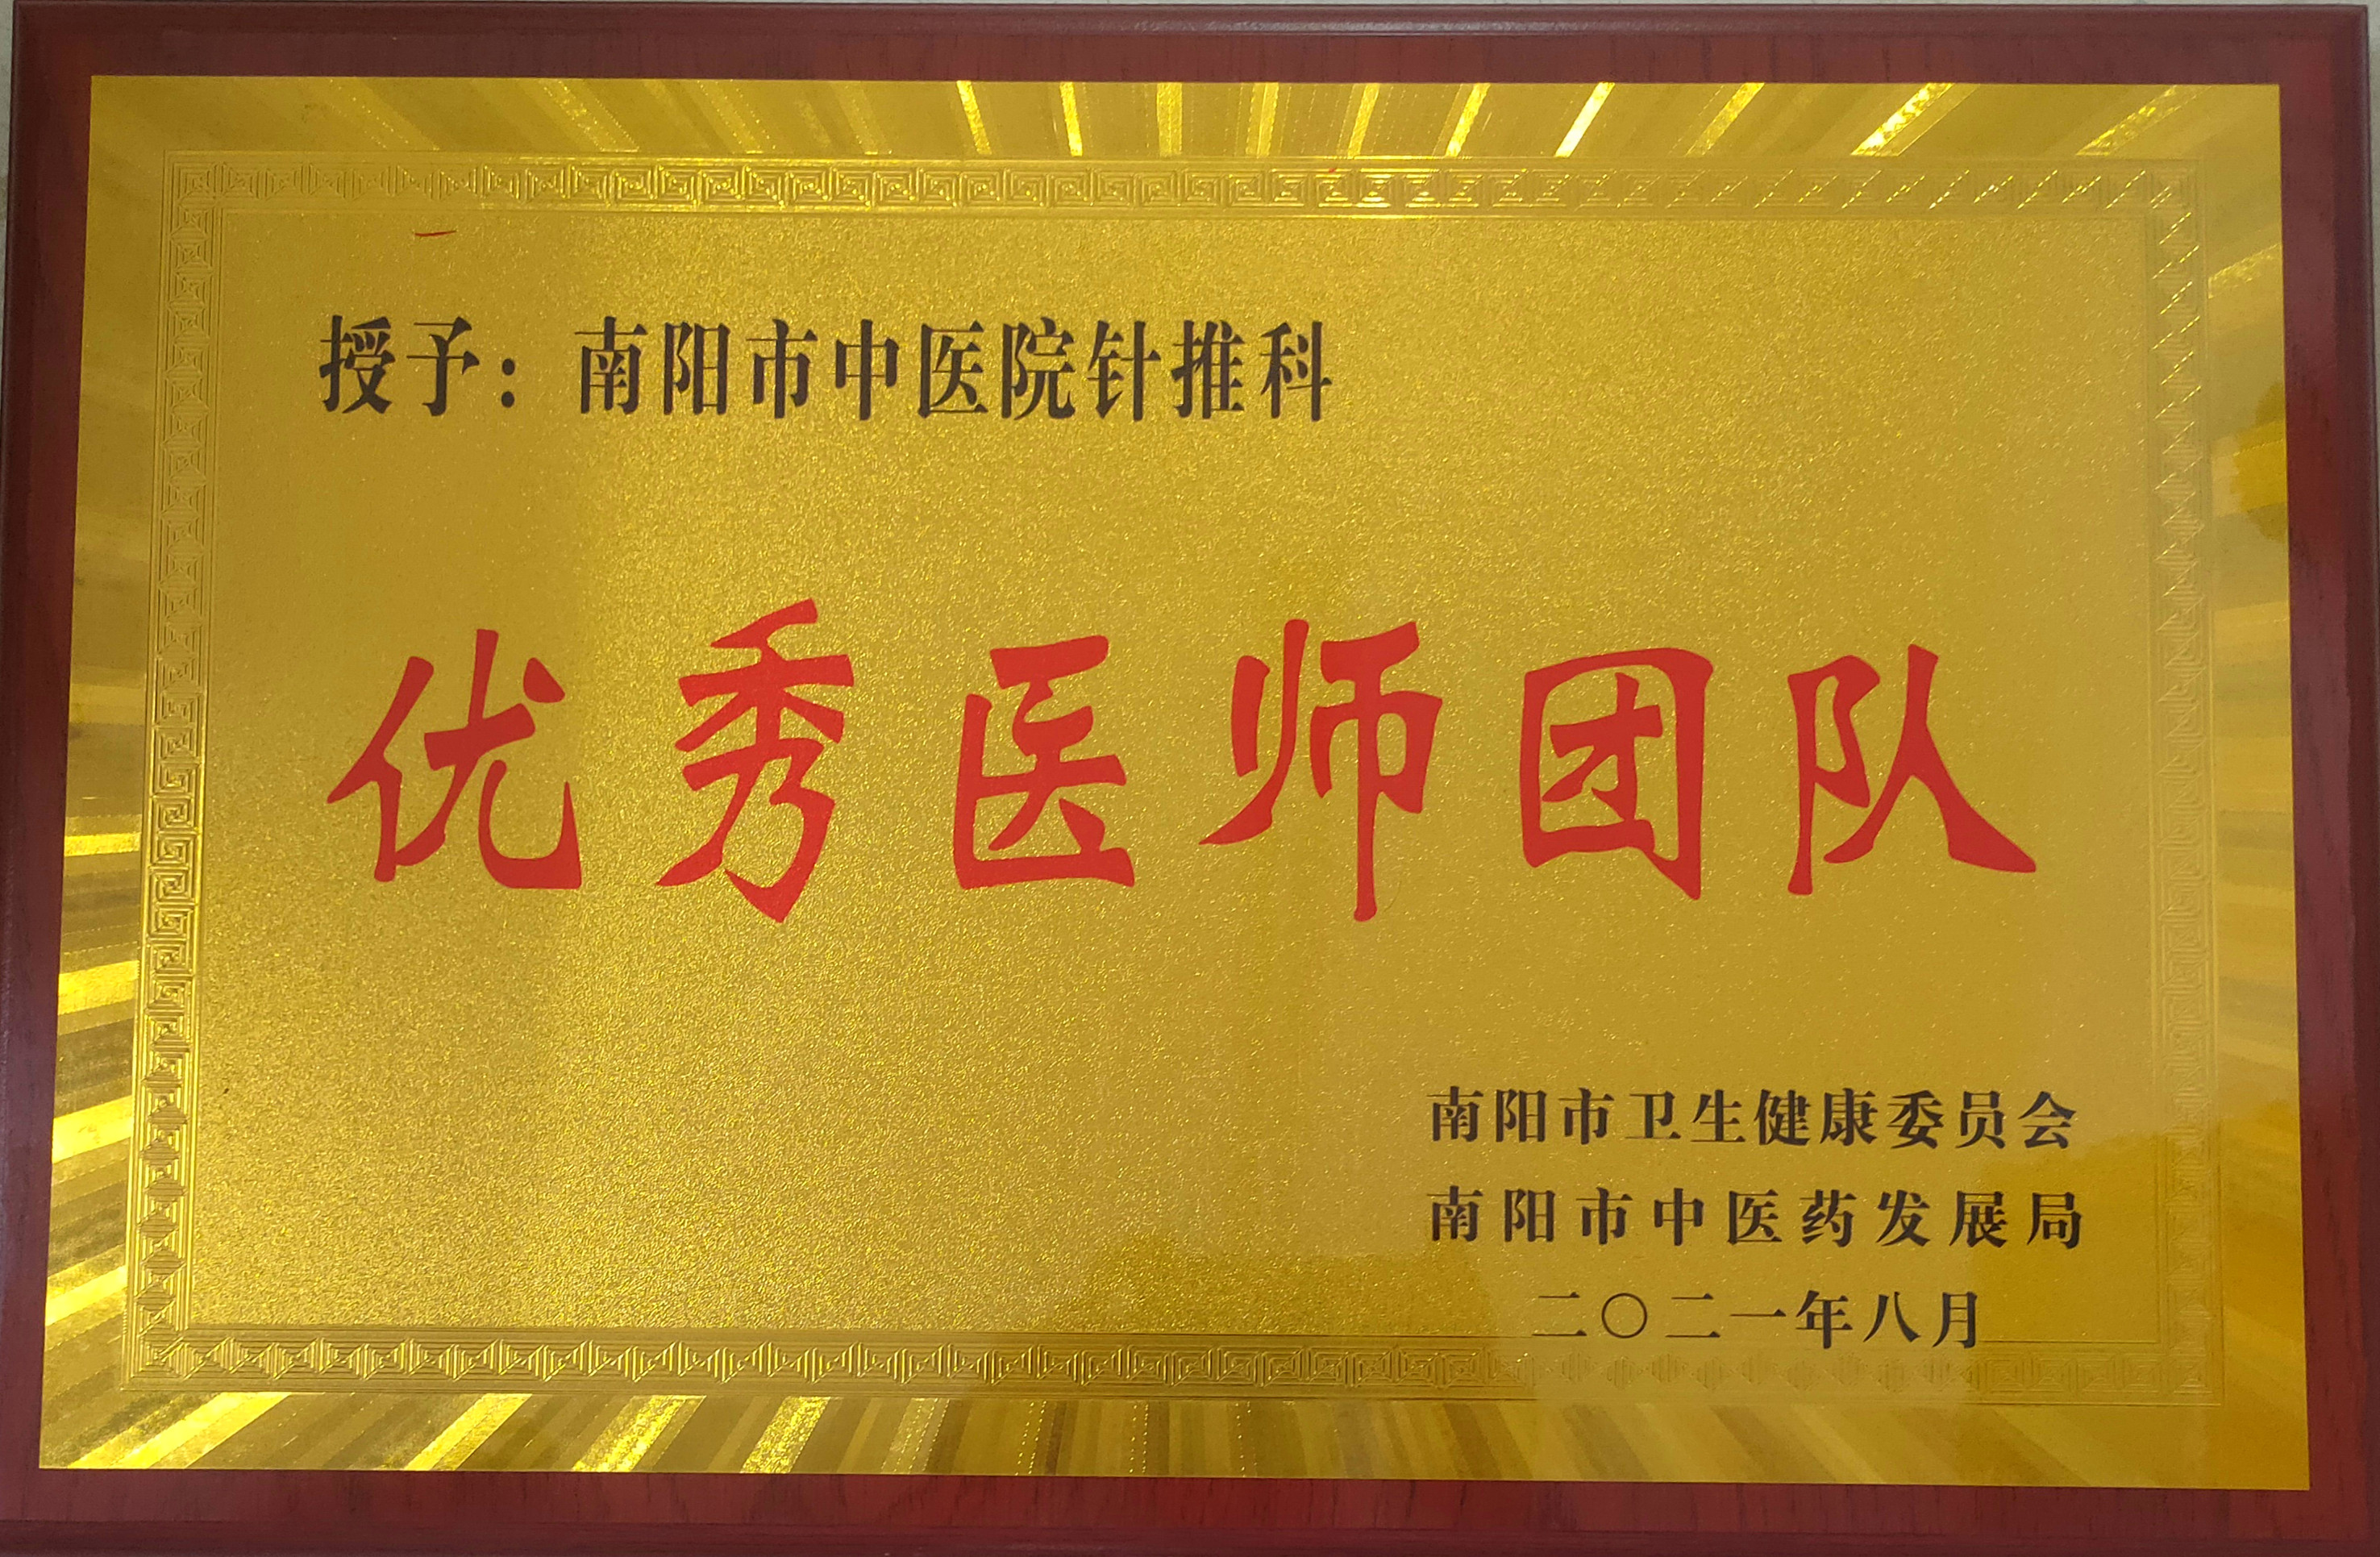 授予：南阳市中医院针推科
优秀医师团队
南阳市卫生健康委员会
南阳市中医药发展局
二〇二一年八月